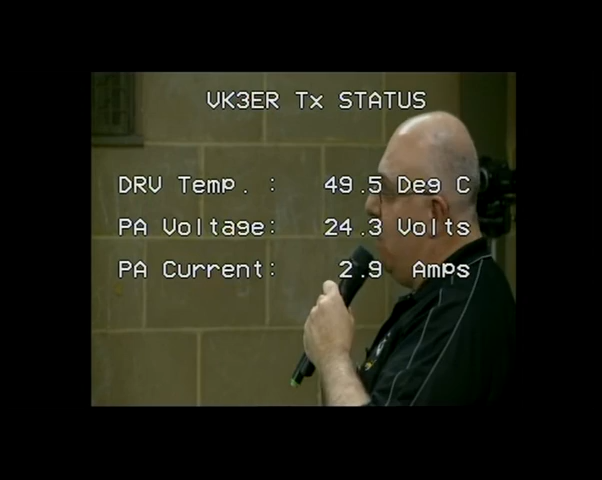 VK3ER Tx STATUS
DRV Temp. : 49.5 Deg C
PA Voltage: 24.3 Volts
PA Current: 2.9 Amps